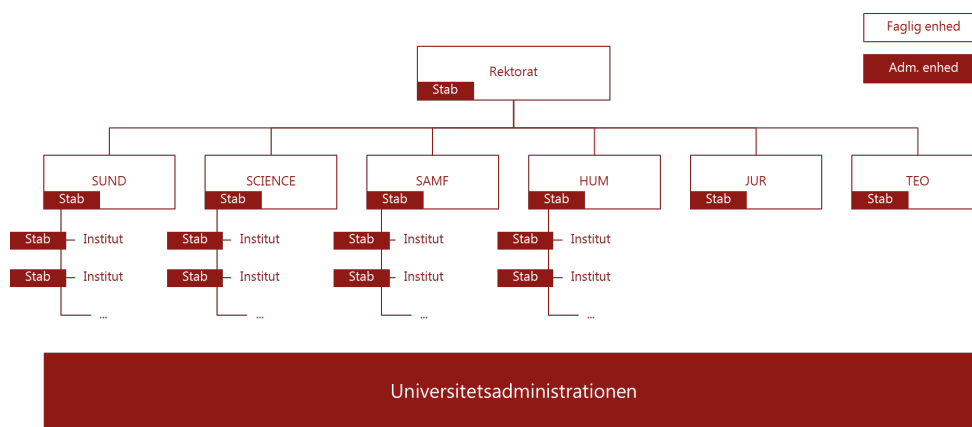 Faglig enhed
Rektorat
Adm. enhed
Stab
SUND
SCIENCE
SAMF
HUM
JUR
TEO
Stab
Stab
Stab
Stab
Stab
Stab
Stab Institut
Stab Institut
Stab Institut
Stab Institut
Stab Institut
Stab Institut
Stab Institut
Stab Institut
...
...
...
...
Universitetsadministrationen